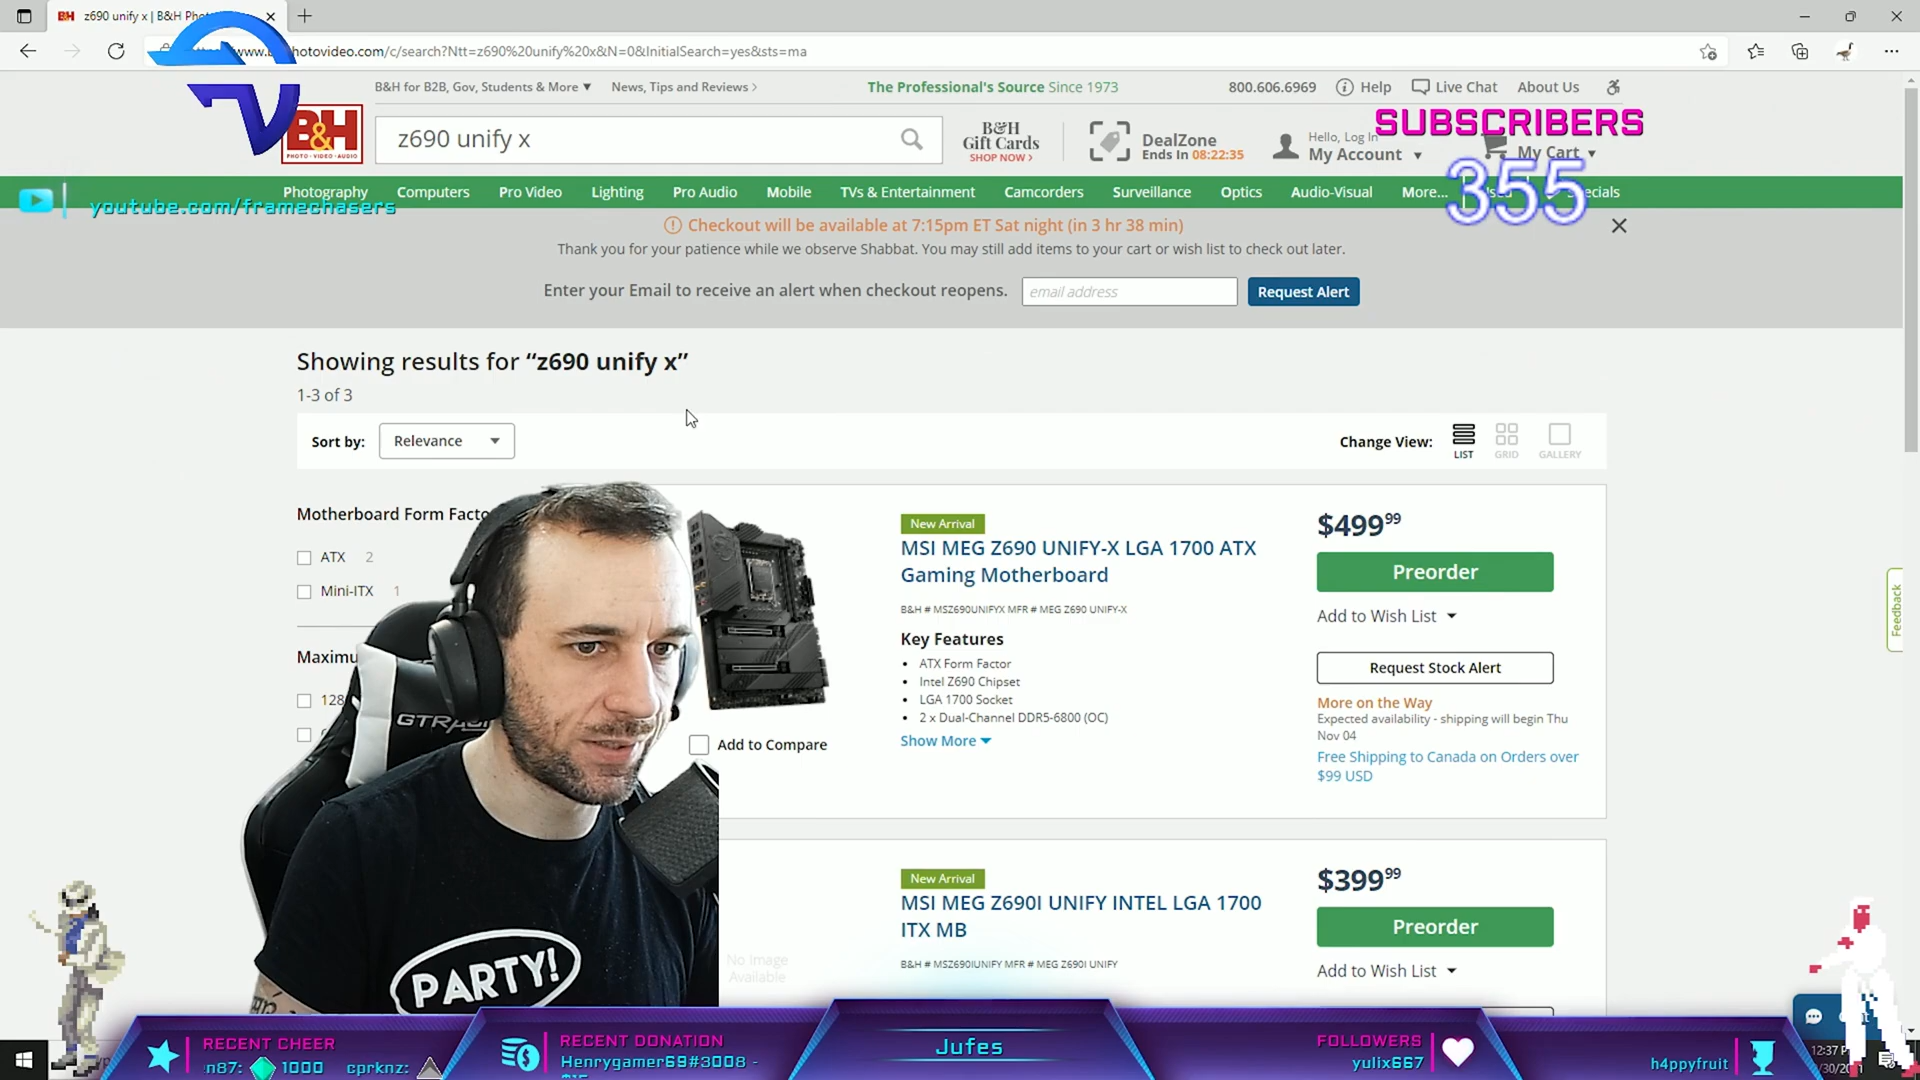 z690 unify x | B&H Pho
photovideo.com/c/search?Ntt=z690%20unify%20x&N=0&InitialSearch=yes&sts=ma
B&H for B2B, Gov, Students & More
News, Tips and Reviews
The Professional's Source Since 1973
800.606.6969
Help
Live Chat
About Us
B&H
PHOTO • VIDEO • AUDIO
z690 unify x
B&H
Gift Cards
SHOP NOW
DealZone
Ends In 08:22:35
Hello, Log In
My Account
My Cart
SUBSCRIBERS
355
Photography
Computers
Pro Video
Lighting
Pro Audio
Mobile
TVs & Entertainment
Camcorders
Surveillance
Optics
Audio-Visual
More...
youtube.com/framechasers
Checkout will be available at 7:15pm ET Sat night (in 3 hr 38 min)
Thank you for your patience while we observe Shabbat. You may still add items to your cart or wish list to check out later.
Enter your Email to receive an alert when checkout reopens.
email address
Request Alert
Showing results for “z690 unify x”
1-3 of 3
Sort by:
Relevance
Change View:
LIST
GRID
GALLERY
Motherboard Form Facto
ATX 2
Mini-ITX 1
Maximu
128
GTRAC
PARTY!
Add to Compare
New Arrival
MSI MEG Z690 UNIFY-X LGA 1700 ATX
Gaming Motherboard
B&H # MSZ690UNIFYX MFR # MEG Z690 UNIFY-X
Key Features
• ATX Form Factor
• Intel Z690 Chipset
• LGA 1700 Socket
• 2 x Dual-Channel DDR5-6800 (OC)
Show More
$499.99
Preorder
Add to Wish List
Request Stock Alert
More on the Way
Expected availability - shipping will begin Thu
Nov 04
Free Shipping to Canada on Orders over
$99 USD
Feedback
New Arrival
MSI MEG Z690I UNIFY INTEL LGA 1700
ITX MB
B&H # MSZ690IUNIFY MFR # MEG Z690I UNIFY
No Image
Available
$399.99
Preorder
Add to Wish List
RECENT CHEER
n87: 1000 cprknz:
RECENT DONATION
Henrygamer69#3008 -
$15
Jufes
FOLLOWERS
yulix667
h4ppyfruit
12:37 P